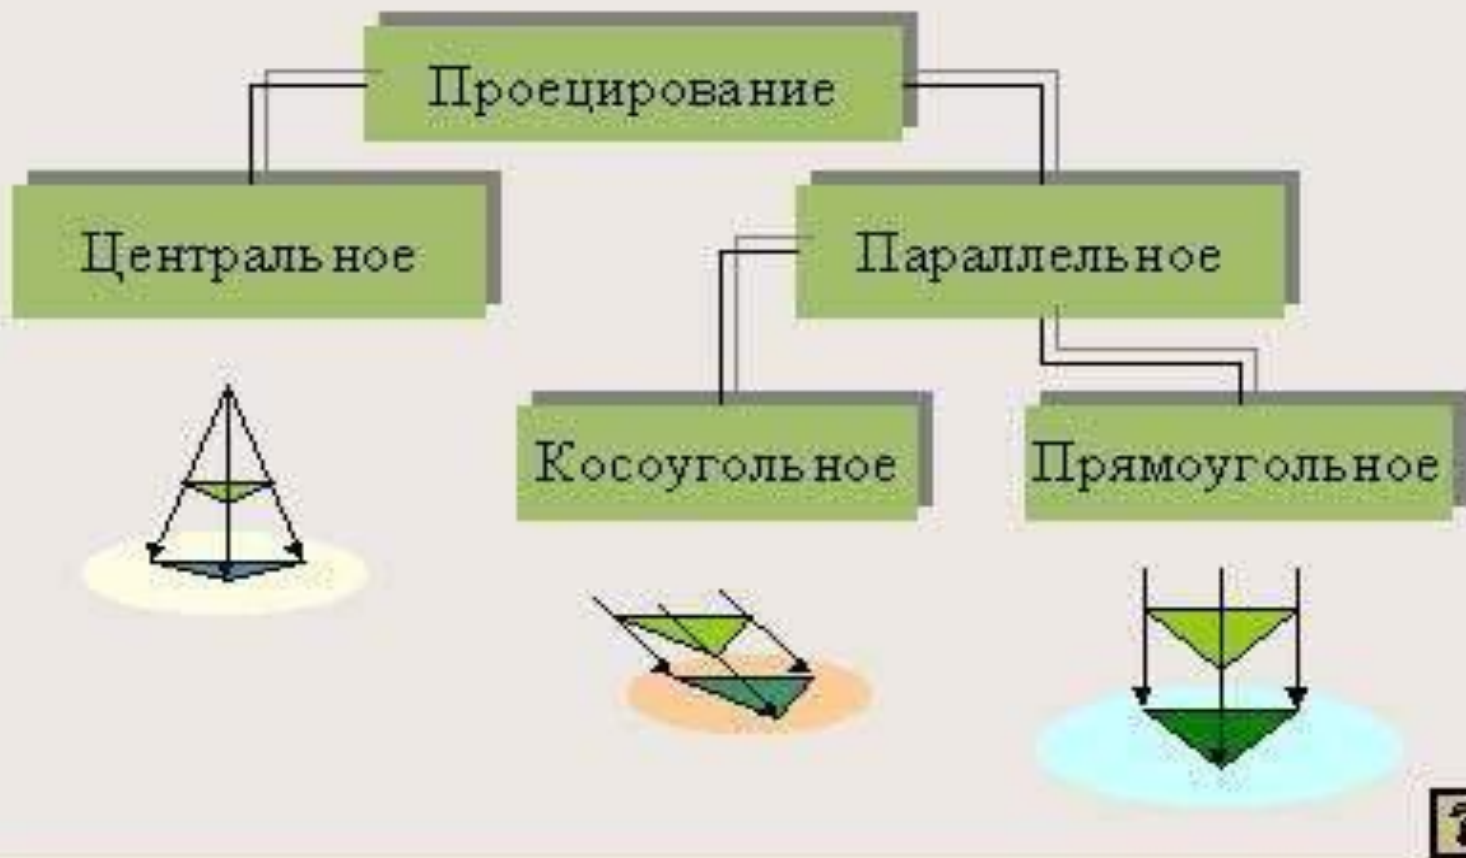 Проецирование
Центральное
Параллельное
Косоугольное
Прямоугольное
?